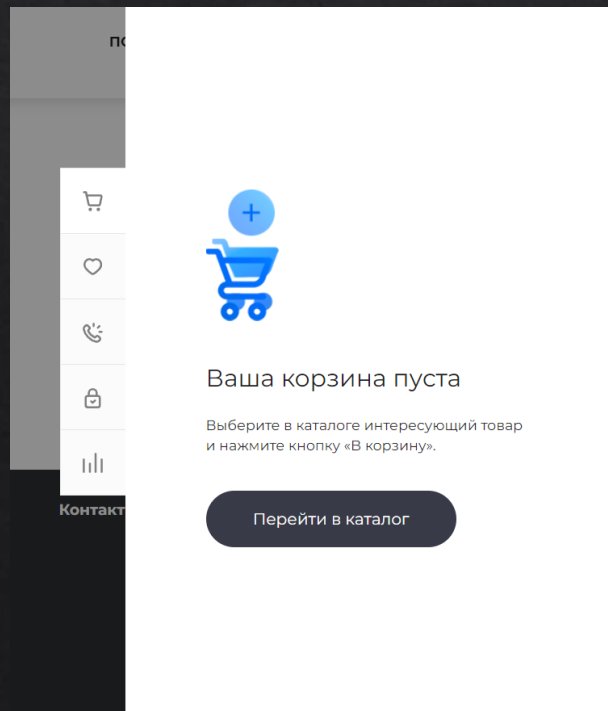 Ваша корзина пуста
Выберите в каталоге интересующий товар
и нажмите кнопку «В корзину».
Перейти в каталог
Контакт